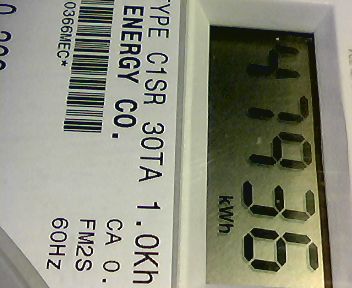 47936
kWh
TYPE C1SR 30TA 1.0Kh
ENERGY CO.
CA 0.
FM2S
60HZ
0366MEC*